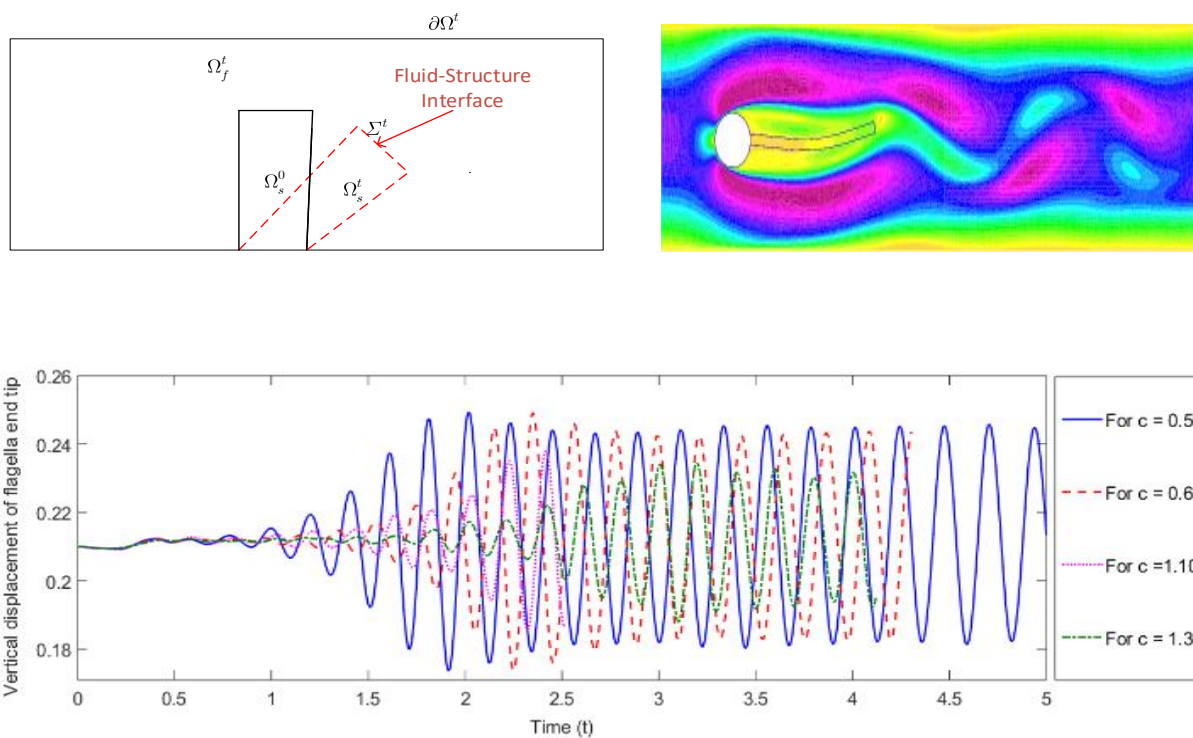 ∂Ω^t
Ω_f^t
Fluid-Structure
Interface
Σ^t
Ω_s^0
Ω_s^t
Vertical displacement of flagella end tip
0.26
0.24
0.22
0.2
0.18
0 0.5 1 1.5 2 2.5 3 3.5 4 4.5 5
Time (t)
For c = 0.5
For c = 0.6
For c =1.10
For c = 1.3